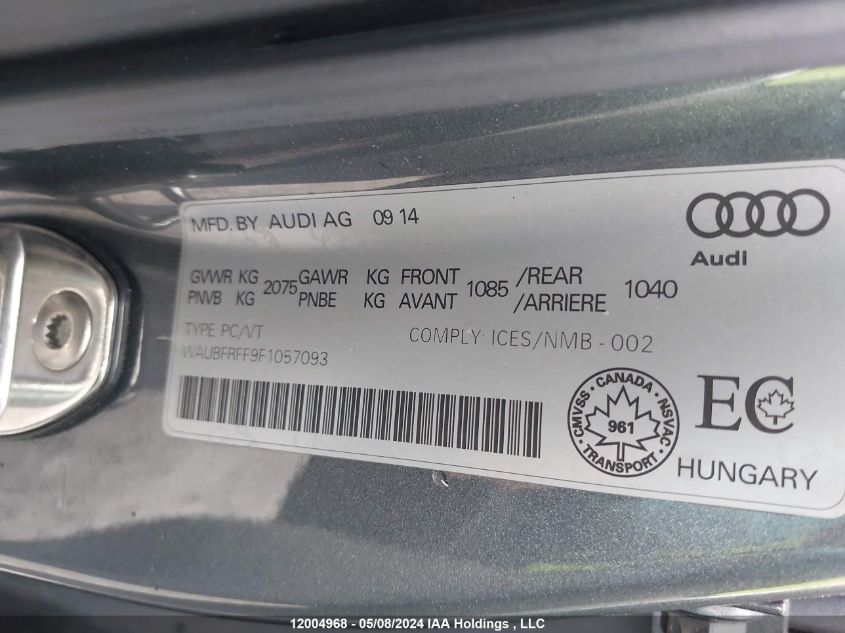 MFD. BY AUDI AG 09 14
Audi
GVWR KG 2075 GAWR KG FRONT 1085 /REAR 1040
PNVB KG PNBE KG AVANT /ARRIERE
TYPE: PC/VT COMPLY: ICES/NMB - 002
WAUBFRFF9F1057093
CMVSS · CANADA · NSVAC
961
TRANSPORT
EC
HUNGARY
12004968 - 05/08/2024 IAA Holdings , LLC